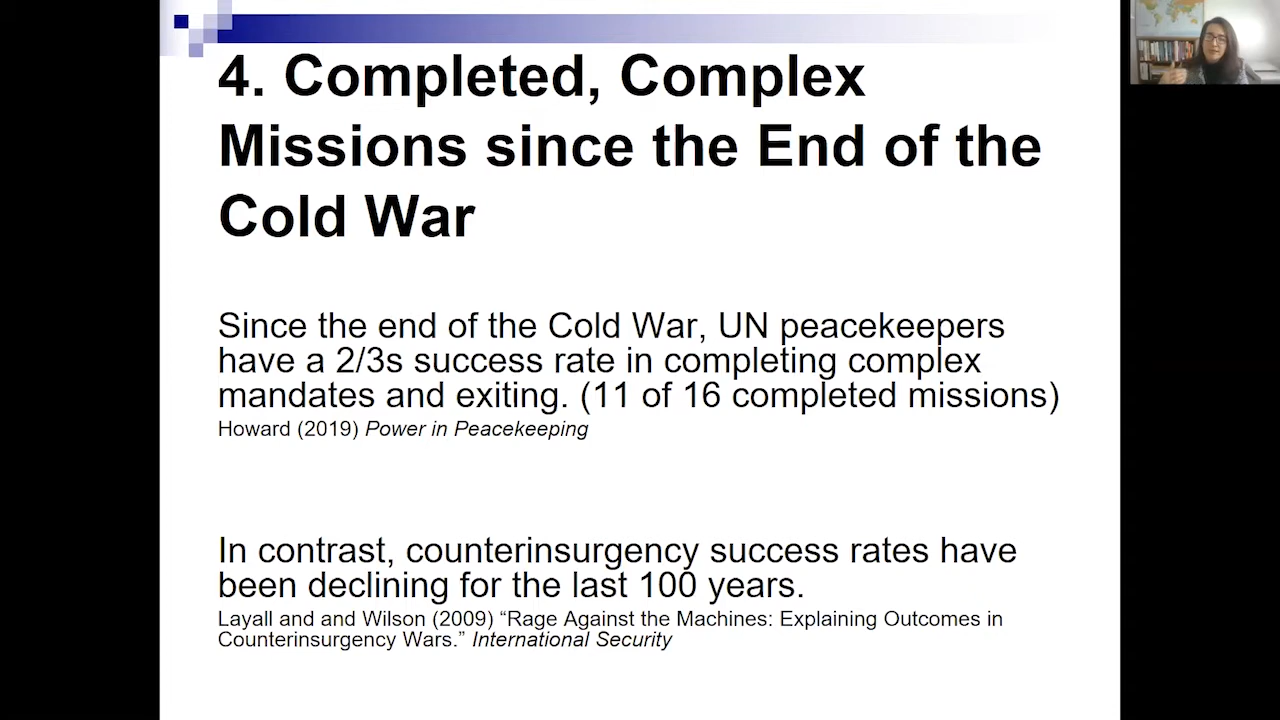 4. Completed, Complex
Missions since the End of the
Cold War
Since the end of the Cold War, UN peacekeepers
have a 2/3s success rate in completing complex
mandates and exiting. (11 of 16 completed missions)
Howard (2019) Power in Peacekeeping
In contrast, counterinsurgency success rates have
been declining for the last 100 years.
Layall and and Wilson (2009) “Rage Against the Machines: Explaining Outcomes in
Counterinsurgency Wars.” International Security